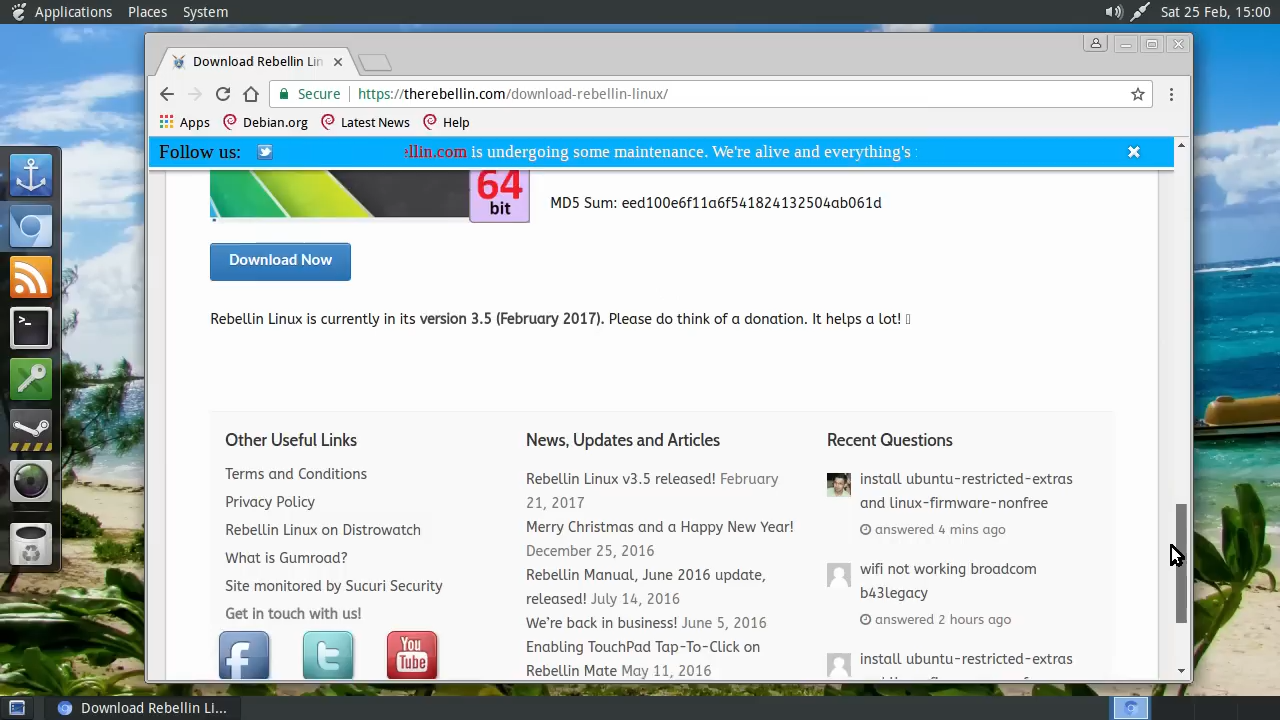 Applications Places System Sat 25 Feb, 15:00
Download Rebellin Lin
Secure https://therebellin.com/download-rebellin-linux/
Apps Debian.org Latest News Help
Follow us: ellin.com is undergoing some maintenance. We're alive and everything's
64
bit
MD5 Sum: eed100e6f11a6f541824132504ab061d
Download Now
Rebellin Linux is currently in its version 3.5 (February 2017). Please do think of a donation. It helps a lot!
Other Useful Links
Terms and Conditions
Privacy Policy
Rebellin Linux on Distrowatch
What is Gumroad?
Site monitored by Sucuri Security
Get in touch with us!
f t You
Tube
News, Updates and Articles
Rebellin Linux v3.5 released! February
21, 2017
Merry Christmas and a Happy New Year!
December 25, 2016
Rebellin Manual, June 2016 update,
released! July 14, 2016
We're back in business! June 5, 2016
Enabling TouchPad Tap-To-Click on
Rebellin Mate May 11, 2016
Recent Questions
install ubuntu-restricted-extras
and linux-firmware-nonfree
answered 4 mins ago
wifi not working broadcom
b43legacy
answered 2 hours ago
install ubuntu-restricted-extras
>_
Download Rebellin Li...